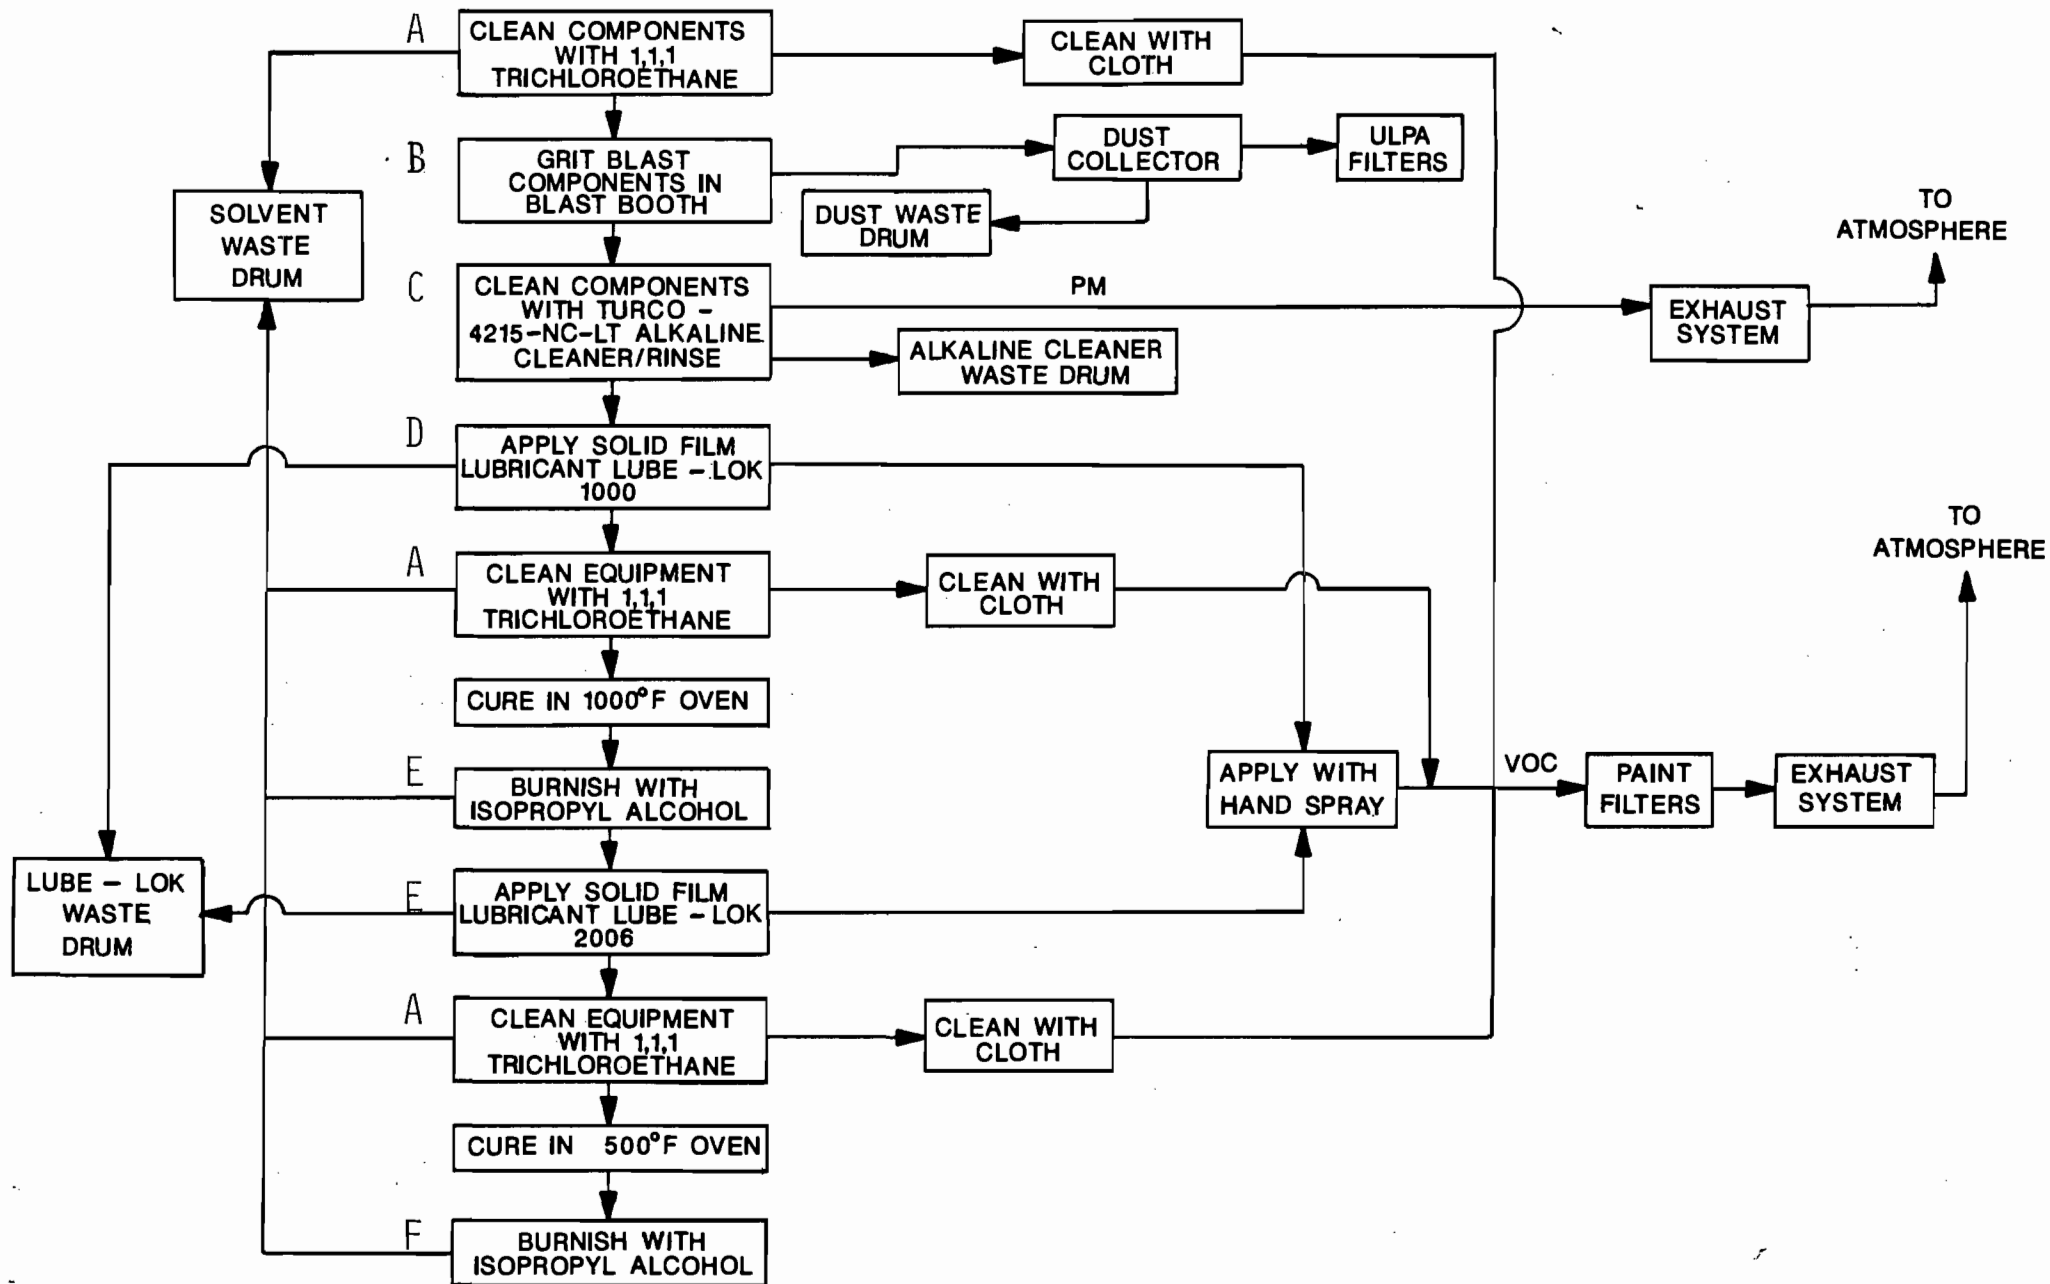 A
CLEAN COMPONENTS
WITH 1,1,1
TRICHLOROETHANE
CLEAN WITH
CLOTH
B
GRIT BLAST
COMPONENTS IN
BLAST BOOTH
DUST
COLLECTOR
ULPA
FILTERS
DUST WASTE
DRUM
SOLVENT
WASTE
DRUM
TO
ATMOSPHERE
C
CLEAN COMPONENTS
WITH TURCO -
4215-NC-LT ALKALINE
CLEANER/RINSE
PM
EXHAUST
SYSTEM
ALKALINE CLEANER
WASTE DRUM
D
APPLY SOLID FILM
LUBRICANT LUBE - LOK
1000
TO
ATMOSPHERE
A
CLEAN EQUIPMENT
WITH 1,1,1
TRICHLOROETHANE
CLEAN WITH
CLOTH
CURE IN 1000°F OVEN
E
BURNISH WITH
ISOPROPYL ALCOHOL
APPLY WITH
HAND SPRAY
VOC
PAINT
FILTERS
EXHAUST
SYSTEM
LUBE - LOK
WASTE
DRUM
E
APPLY SOLID FILM
LUBRICANT LUBE - LOK
2006
A
CLEAN EQUIPMENT
WITH 1,1,1
TRICHLOROETHANE
CLEAN WITH
CLOTH
CURE IN 500°F OVEN
F
BURNISH WITH
ISOPROPYL ALCOHOL